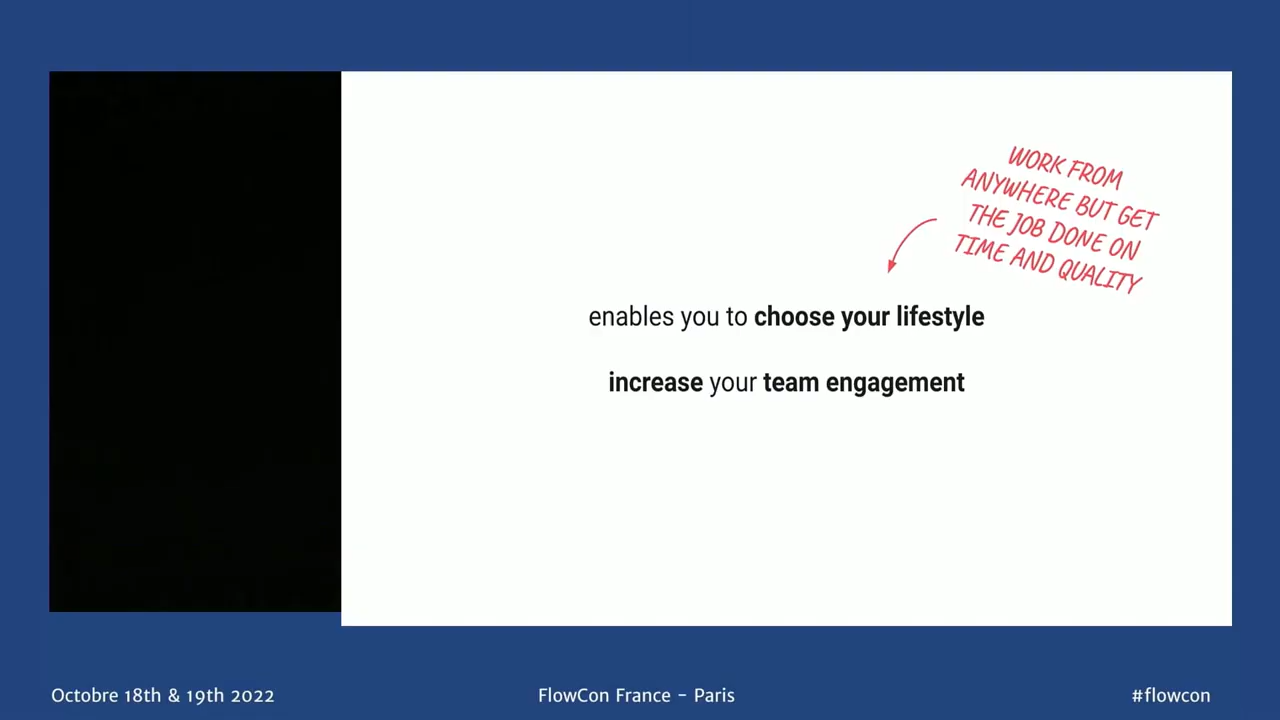 WORK FROM
ANYWHERE BUT GET
THE JOB DONE ON
TIME AND QUALITY
enables you to choose your lifestyle
increase your team engagement
Octobre 18th & 19th 2022
FlowCon France - Paris
#flowcon